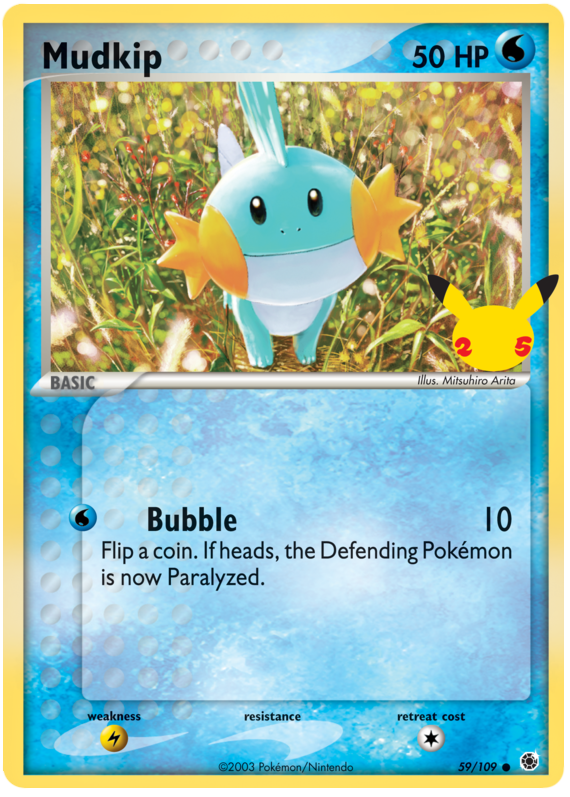 Mudkip
50 HP
25
BASIC
Illus. Mitsuhiro Arita
Bubble 10
Flip a coin. If heads, the Defending Pokémon
is now Paralyzed.
weakness resistance retreat cost
©2003 Pokémon/Nintendo
59/109